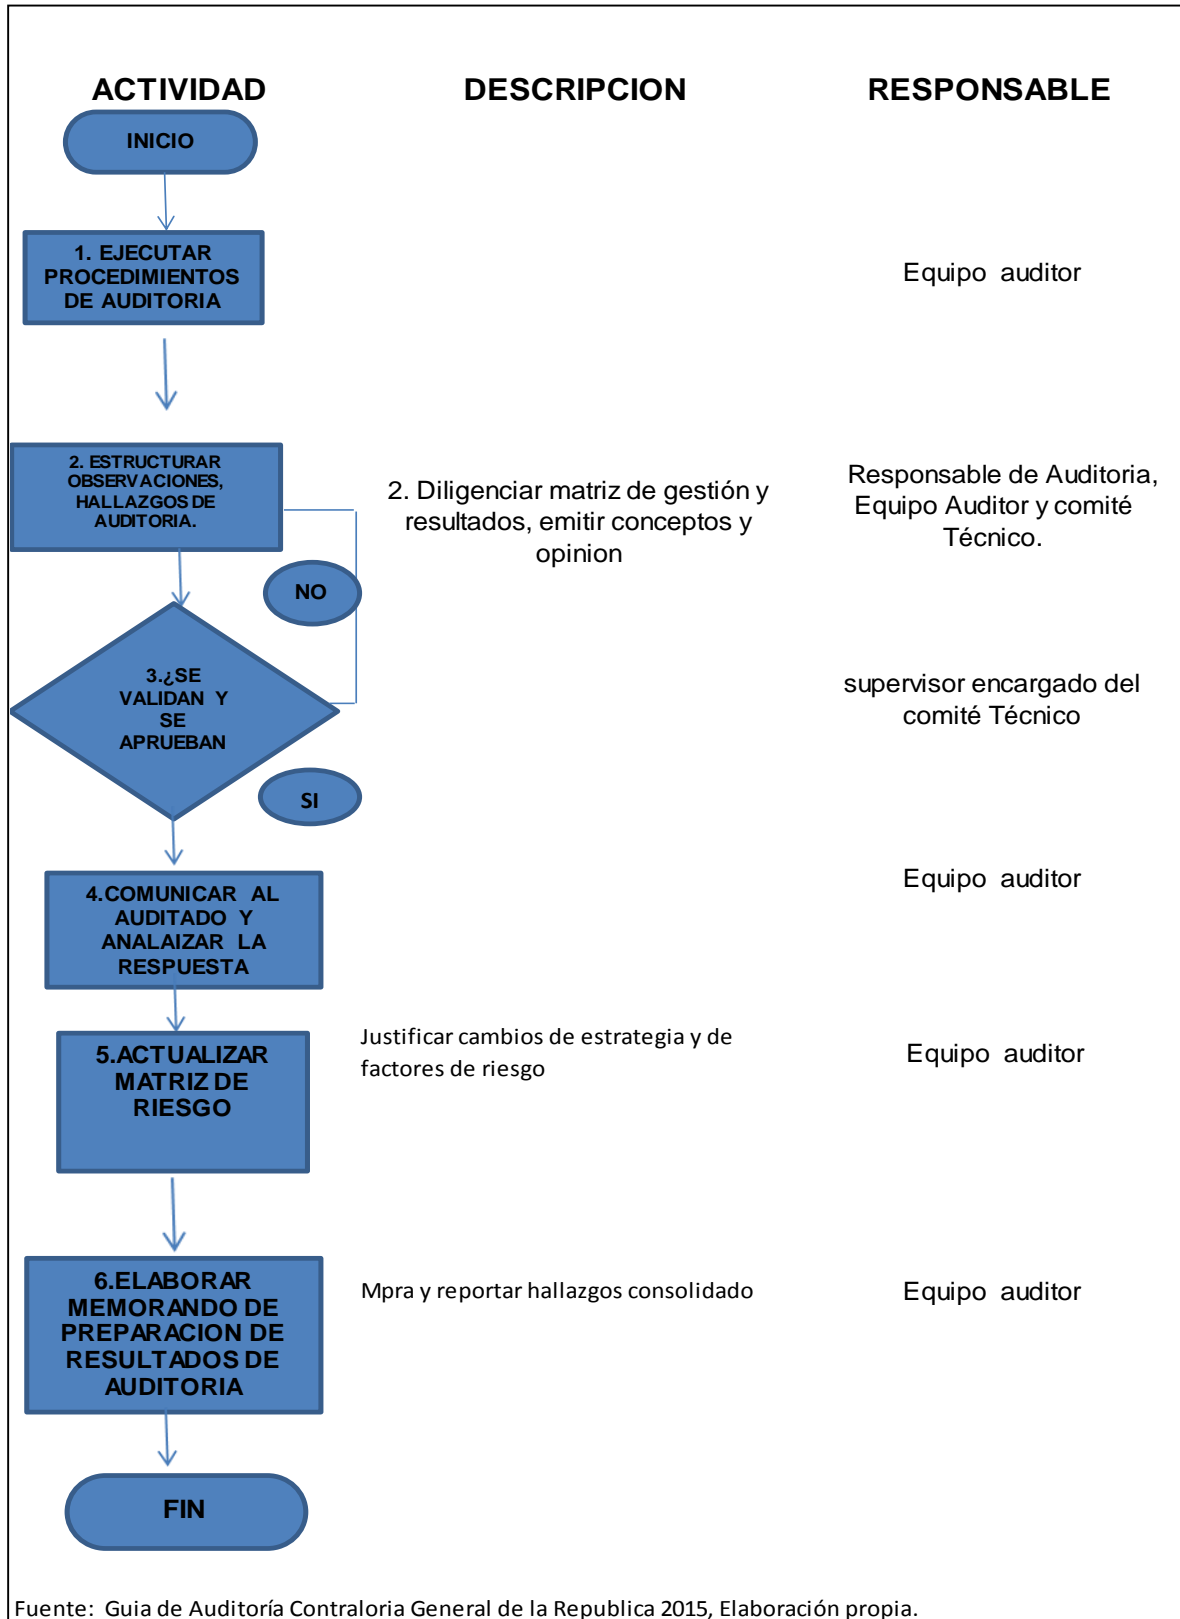 ACTIVIDAD DESCRIPCION RESPONSABLE
INICIO
1. EJECUTAR
PROCEDIMIENTOS
DE AUDITORIA
Equipo auditor
2. ESTRUCTURAR
OBSERVACIONES,
HALLAZGOS DE
AUDITORIA.
2. Diligenciar matriz de gestión y
resultados, emitir conceptos y
opinion
Responsable de Auditoria,
Equipo Auditor y comité
Técnico.
NO
3.¿SE
VALIDAN Y
SE
APRUEBAN
supervisor encargado del
comité Técnico
SI
4.COMUNICAR AL
AUDITADO Y
ANALAIZAR LA
RESPUESTA
Equipo auditor
5.ACTUALIZAR
MATRIZ DE
RIESGO
Justificar cambios de estrategia y de
factores de riesgo
Equipo auditor
6.ELABORAR
MEMORANDO DE
PREPARACION DE
RESULTADOS DE
AUDITORIA
Mpra y reportar hallazgos consolidado
Equipo auditor
FIN
Fuente: Guia de Auditoría Contraloria General de la Republica 2015, Elaboración propia.